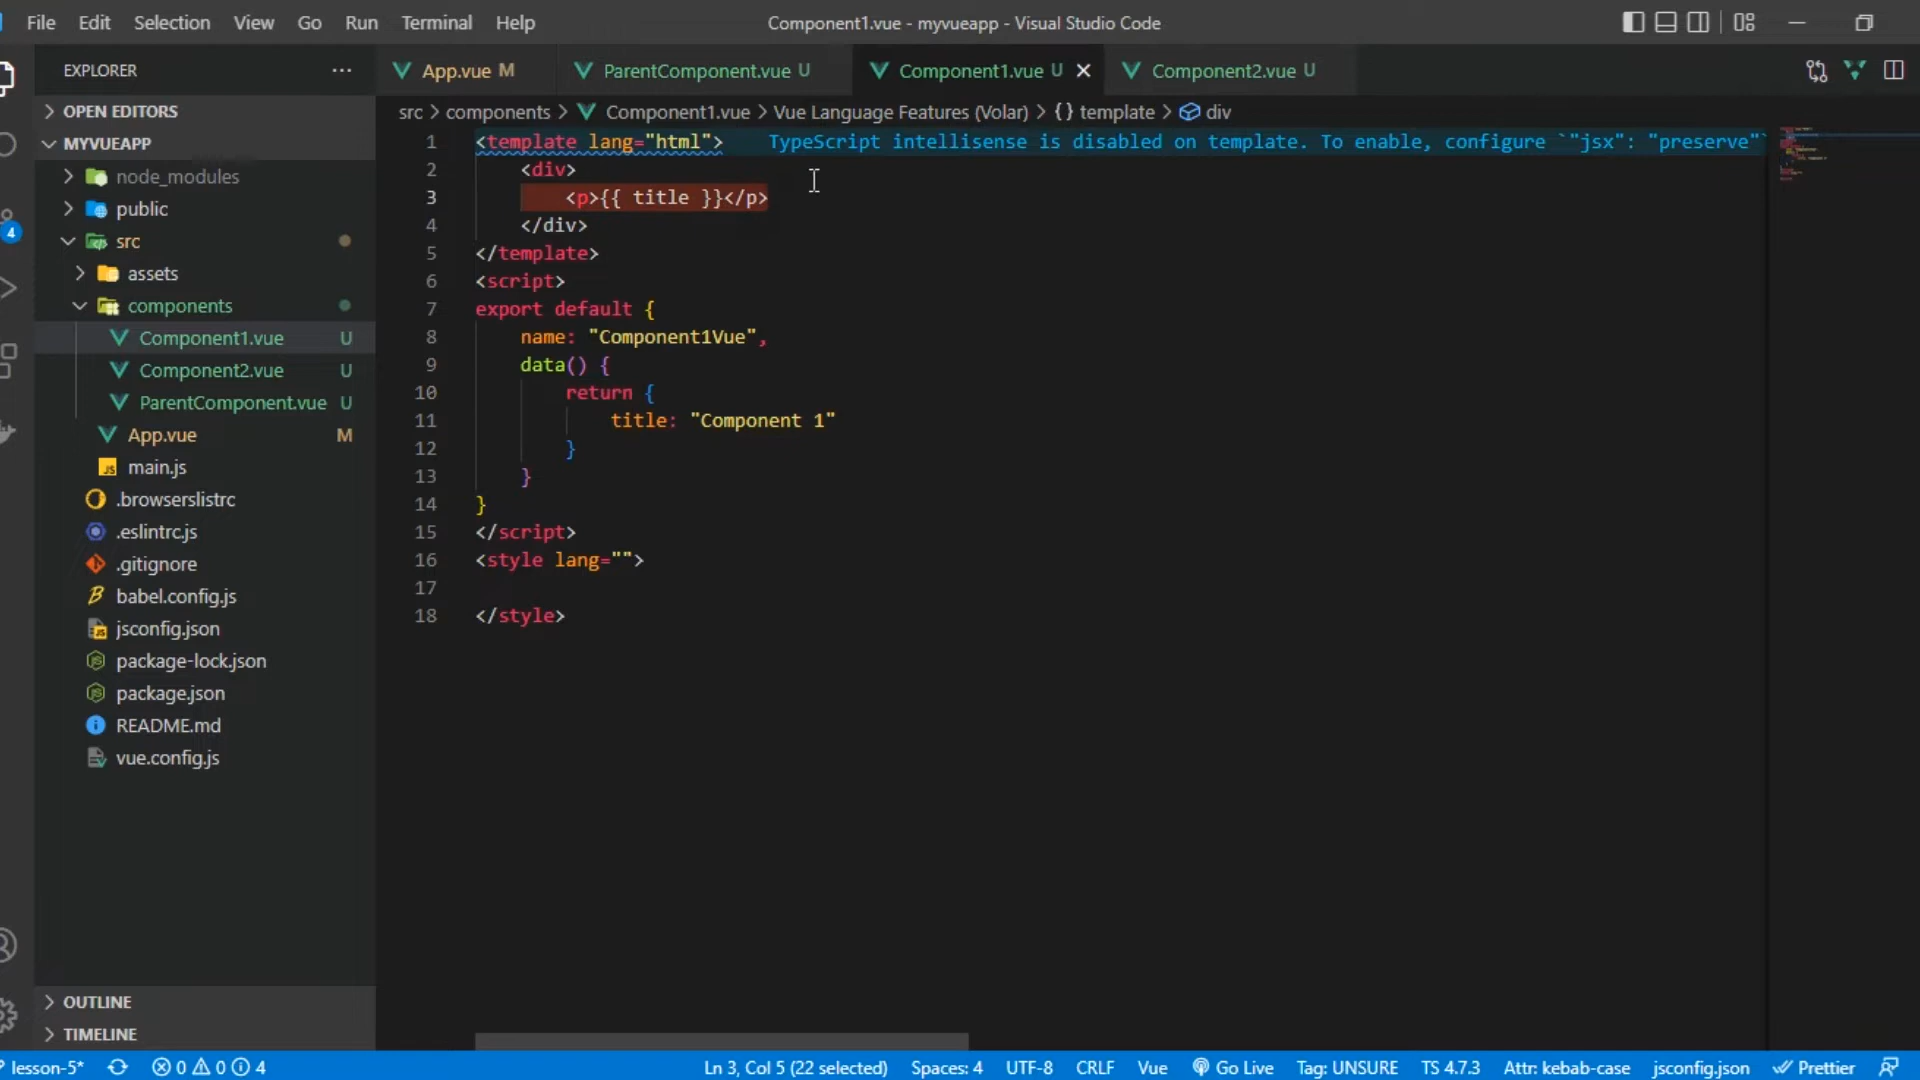 File Edit Selection View Go Run Terminal Help
Component1.vue - myvueapp - Visual Studio Code
EXPLORER
App.vue M
ParentComponent.vue U
Component1.vue U
Component2.vue U
OPEN EDITORS
src > components > Component1.vue > Vue Language Features (Volar) > {} template > div
MYVUEAPP
node_modules
public
src
assets
components
Component1.vue U
Component2.vue U
ParentComponent.vue U
App.vue M
main.js
.browserslistrc
.eslintrc.js
.gitignore
babel.config.js
jsconfig.json
package-lock.json
package.json
README.md
vue.config.js
OUTLINE
TIMELINE
4
1 <template lang="html"> TypeScript intellisense is disabled on template. To enable, configure `"jsx": "preserve"`
2 <div>
3 <p>{{ title }}</p>
4 </div>
5 </template>
6 <script>
7 export default {
8 name: "Component1Vue",
9 data() {
10 return {
11 title: "Component 1"
12 }
13 }
14 }
15 </script>
16 <style lang="">
17
18 </style>
lesson-5* 0 0 4 Ln 3, Col 5 (22 selected) Spaces: 4 UTF-8 CRLF Vue Go Live Tag: UNSURE TS 4.7.3 Attr: kebab-case jsconfig.json Prettier